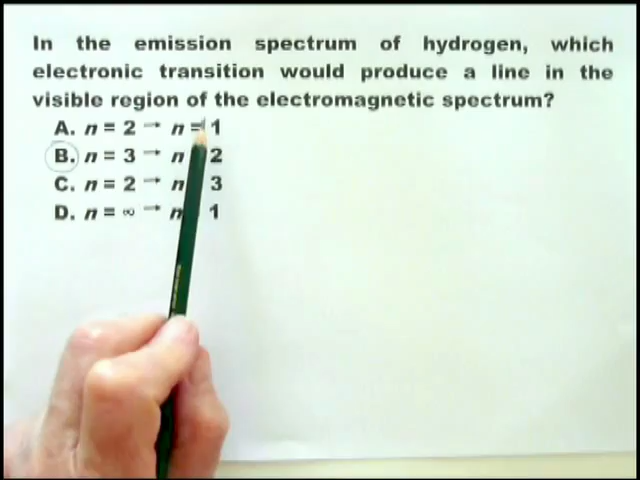 In the emission spectrum of hydrogen, which
electronic transition would produce a line in the
visible region of the electromagnetic spectrum?
A. n = 2 → n = 1
B. n = 3 → n 2
C. n = 2 → n 3
D. n = ∞ → n 1